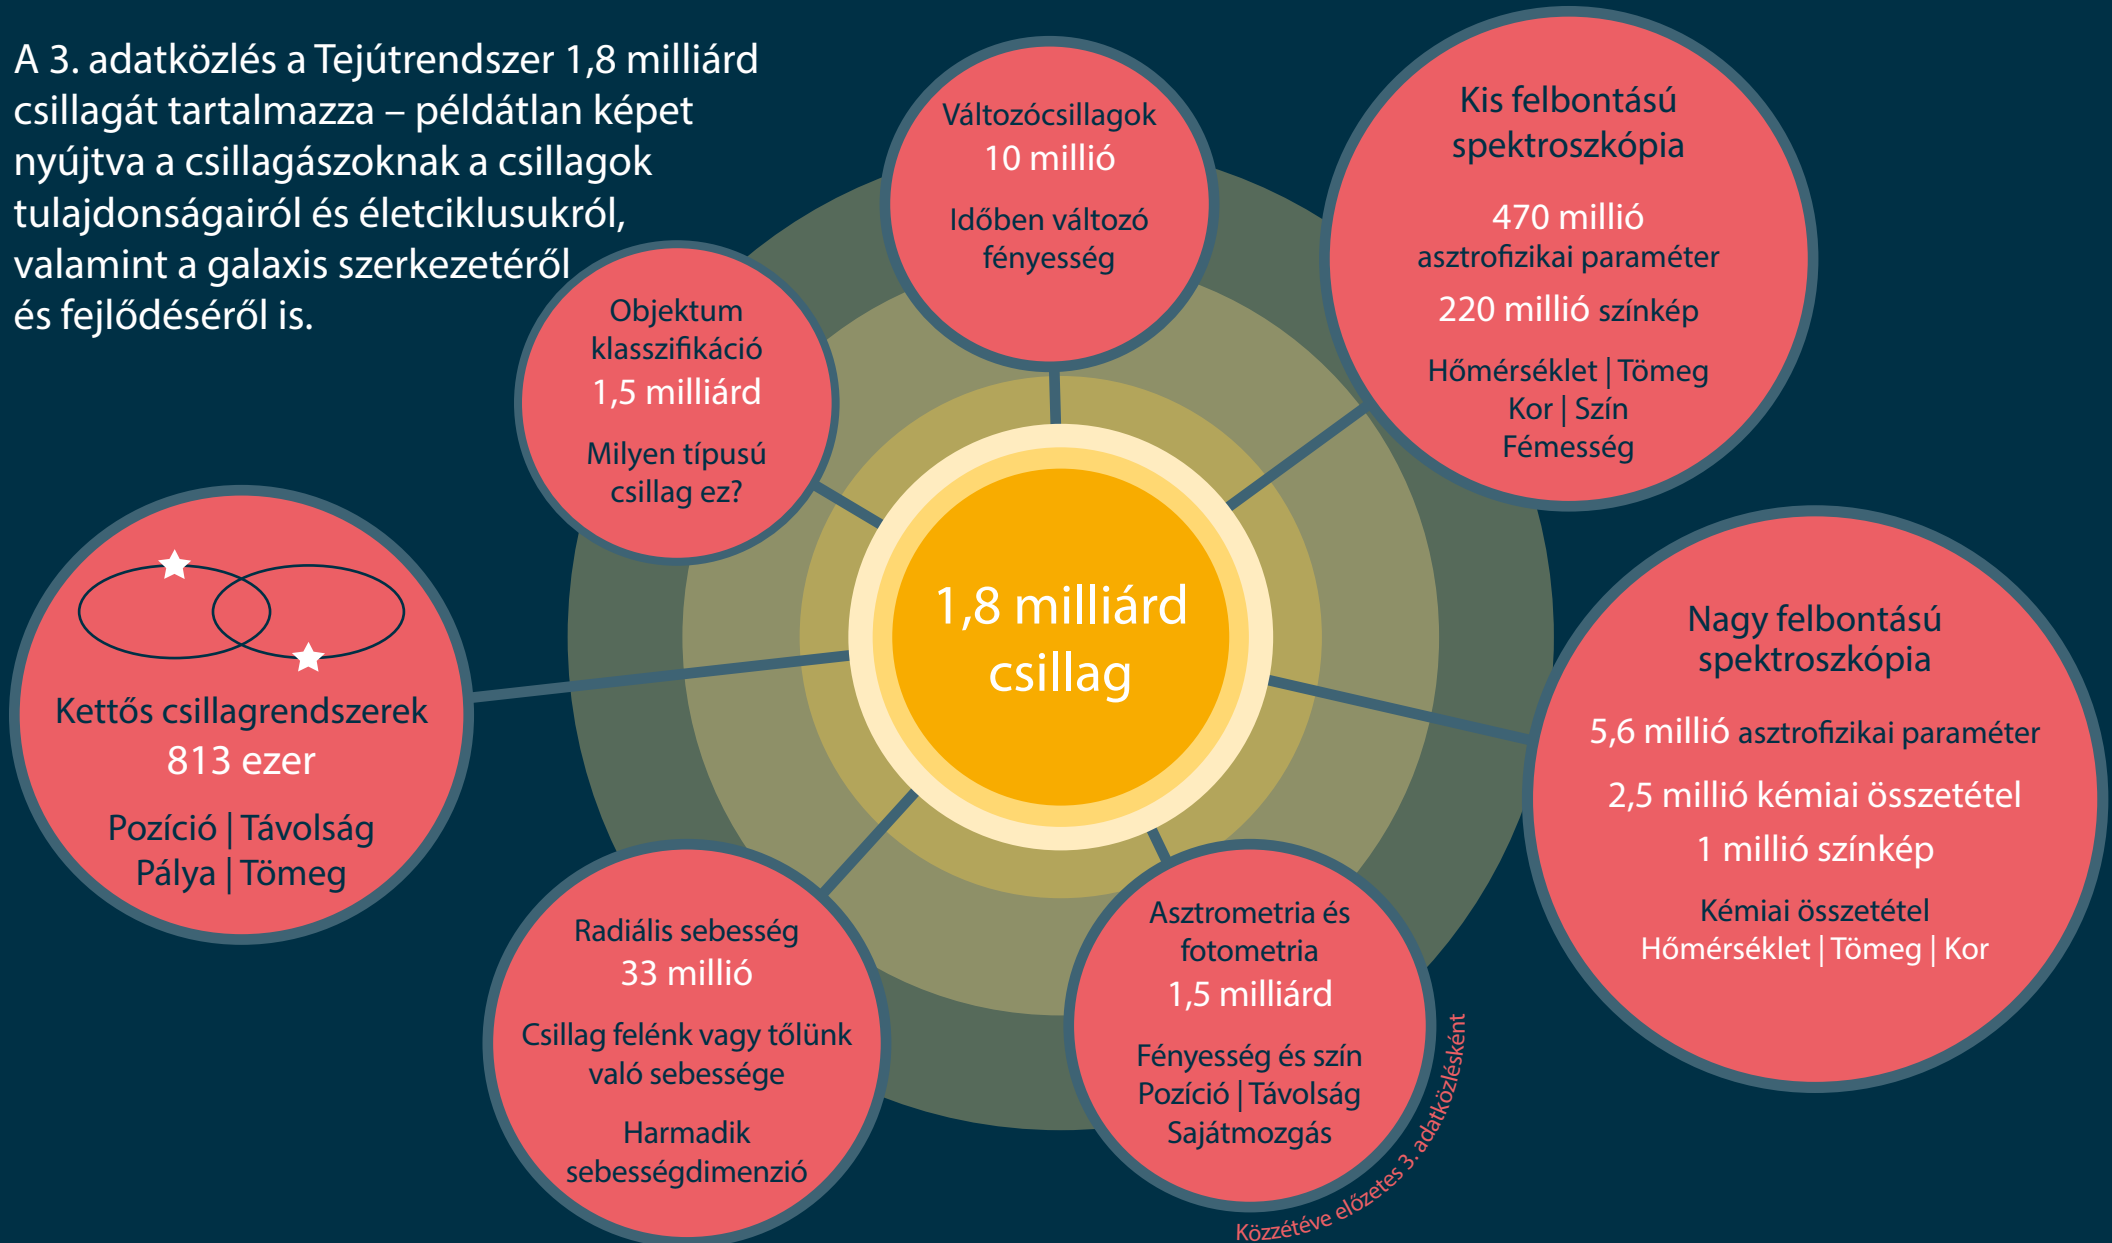 A 3. adatközlés a Tejútrendszer 1,8 milliárd
csillagát tartalmazza – példátlan képet
nyújtva a csillagászoknak a csillagok
tulajdonságairól és életciklusukról,
valamint a galaxis szerkezetéről
és fejlődéséről is.
Változócsillagok
10 millió
Időben változó
fényesség
Kis felbontású
spektroszkópia
470 millió
asztrofizikai paraméter
220 millió színkép
Hőmérséklet | Tömeg
Kor | Szín
Fémesség
Objektum
klasszifikáció
1,5 milliárd
Milyen típusú
csillag ez?
1,8 milliárd
csillag
Kettős csillagrendszerek
813 ezer
Pozíció | Távolság
Pálya | Tömeg
Nagy felbontású
spektroszkópia
5,6 millió asztrofizikai paraméter
2,5 millió kémiai összetétel
1 millió színkép
Kémiai összetétel
Hőmérséklet | Tömeg | Kor
Radiális sebesség
33 millió
Csillag felénk vagy tőlünk
való sebessége
Harmadik
sebességdimenzió
Asztrometria és
fotometria
1,5 milliárd
Fényesség és szín
Pozíció | Távolság
Sajátmozgás
Közzétéve előzetes 3. adatközlésként